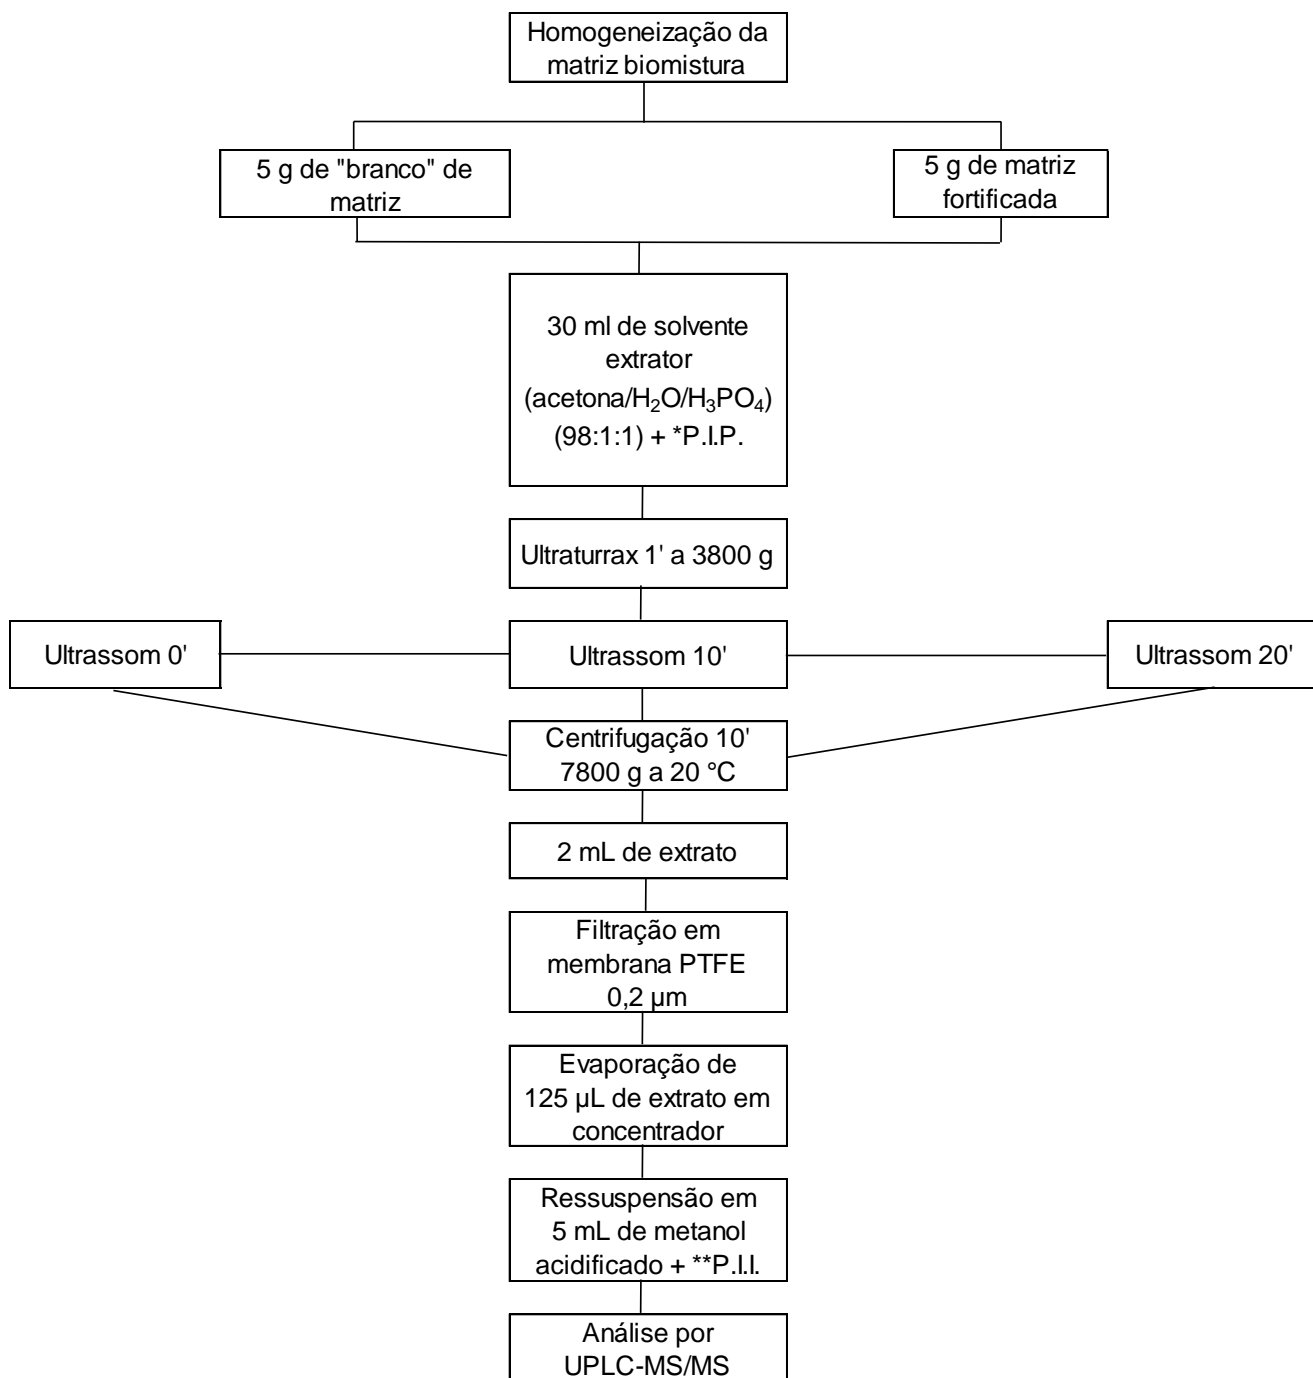 Homogeneização da
matriz biomistura
5 g de "branco" de
matriz
5 g de matriz
fortificada
30 ml de solvente
extrator
(acetona/H₂O/H₃PO₄)
(98:1:1) + *P.I.P.
Ultraturrax 1' a 3800 g
Ultrassom 0'
Ultrassom 10'
Ultrassom 20'
Centrifugação 10'
7800 g a 20 °C
2 mL de extrato
Filtração em
membrana PTFE
0,2 µm
Evaporação de
125 µL de extrato em
concentrador
Ressuspensão em
5 mL de metanol
acidificado + **P.I.I.
Análise por
UPLC-MS/MS